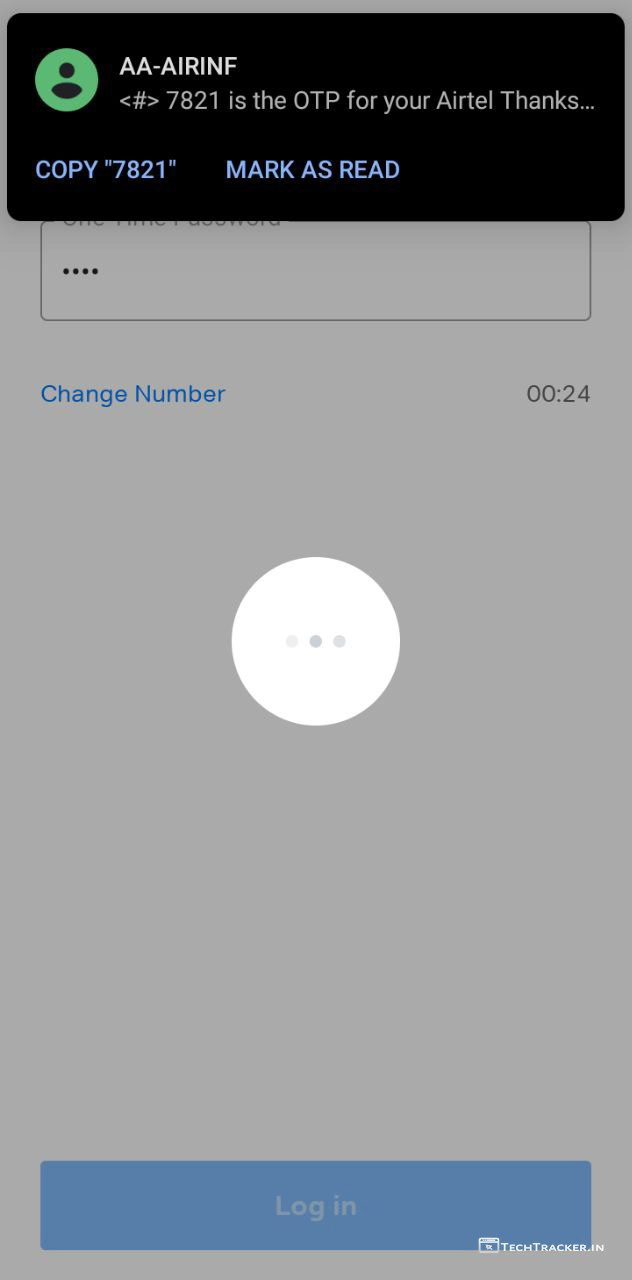 AA-AIRINF
<#> 7821 is the OTP for your Airtel Thanks...
COPY "7821" MARK AS READ
One Time Password
••••
Change Number 00:24
Log in
TECHTRACKER.IN